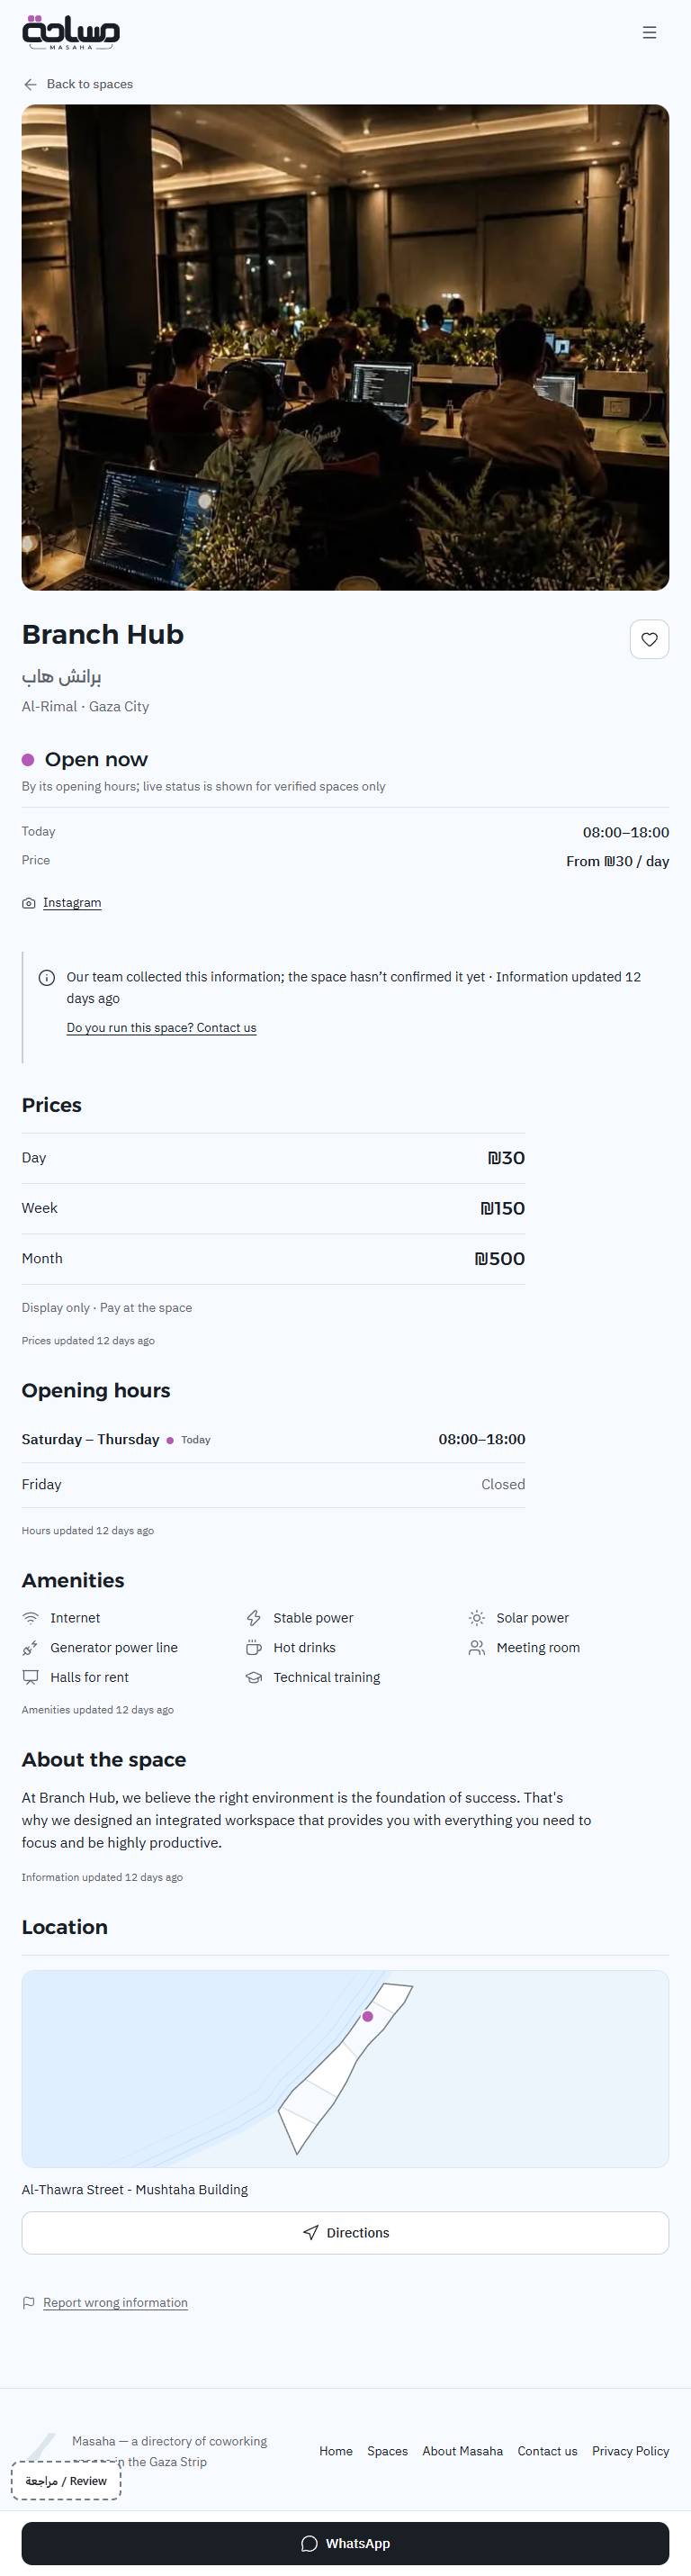 مساحة
MASAHA
Back to spaces
Branch Hub
برانش هاب
Al-Rimal · Gaza City
Open now
By its opening hours; live status is shown for verified spaces only
Today 08:00–18:00
Price From ₪30 / day
Instagram
Our team collected this information; the space hasn’t confirmed it yet · Information updated 12
days ago
Do you run this space? Contact us
Prices
Day ₪30
Week ₪150
Month ₪500
Display only · Pay at the space
Prices updated 12 days ago
Opening hours
Saturday – Thursday Today 08:00–18:00
Friday Closed
Hours updated 12 days ago
Amenities
Internet Stable power Solar power
Generator power line Hot drinks Meeting room
Halls for rent Technical training
Amenities updated 12 days ago
About the space
At Branch Hub, we believe the right environment is the foundation of success. That's
why we designed an integrated workspace that provides you with everything you need to
focus and be highly productive.
Information updated 12 days ago
Location
Al-Thawra Street - Mushtaha Building
Directions
Report wrong information
Masaha — a directory of coworking
in the Gaza Strip
Home Spaces About Masaha Contact us Privacy Policy
مراجعة / Review
WhatsApp